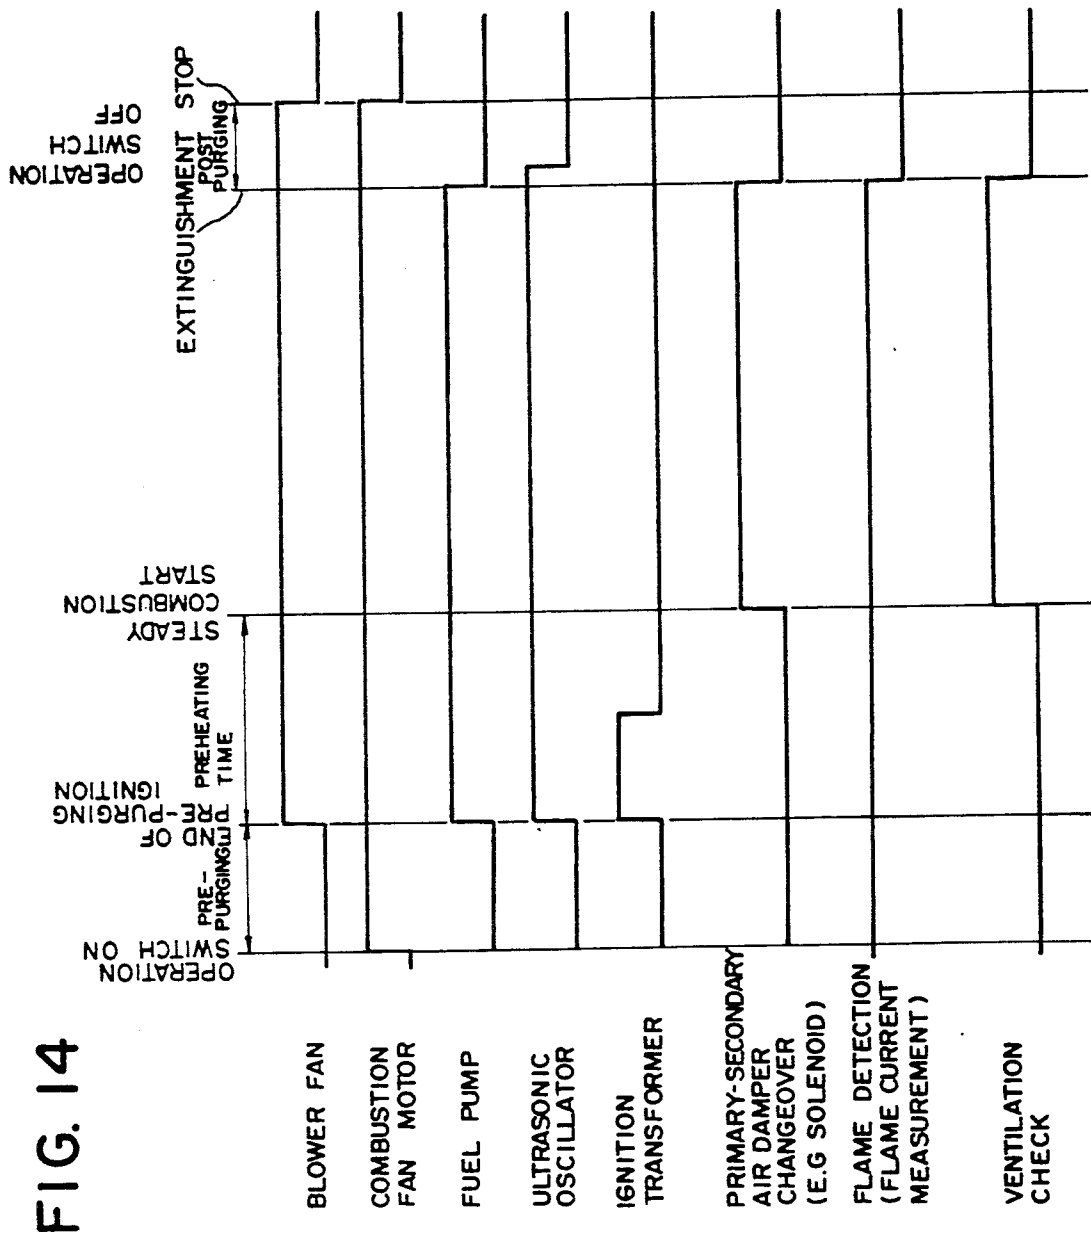 FIG. 14
OPERATION
SWITCH ON
PRE-
PURGING
END OF
PRE-PURGING
IGNITION
PREHEATING
TIME
STEADY
COMBUSTION
START
EXTINGUISHMENT
OPERATION
SWITCH
OFF
POST
PURGING
STOP
BLOWER FAN
COMBUSTION
FAN MOTOR
FUEL PUMP
ULTRASONIC
OSCILLATOR
IGNITION
TRANSFORMER
PRIMARY-SECONDARY
AIR DAMPER
CHANGEOVER
(E.G SOLENOID)
FLAME DETECTION
(FLAME CURRENT
MEASUREMENT)
VENTILATION
CHECK